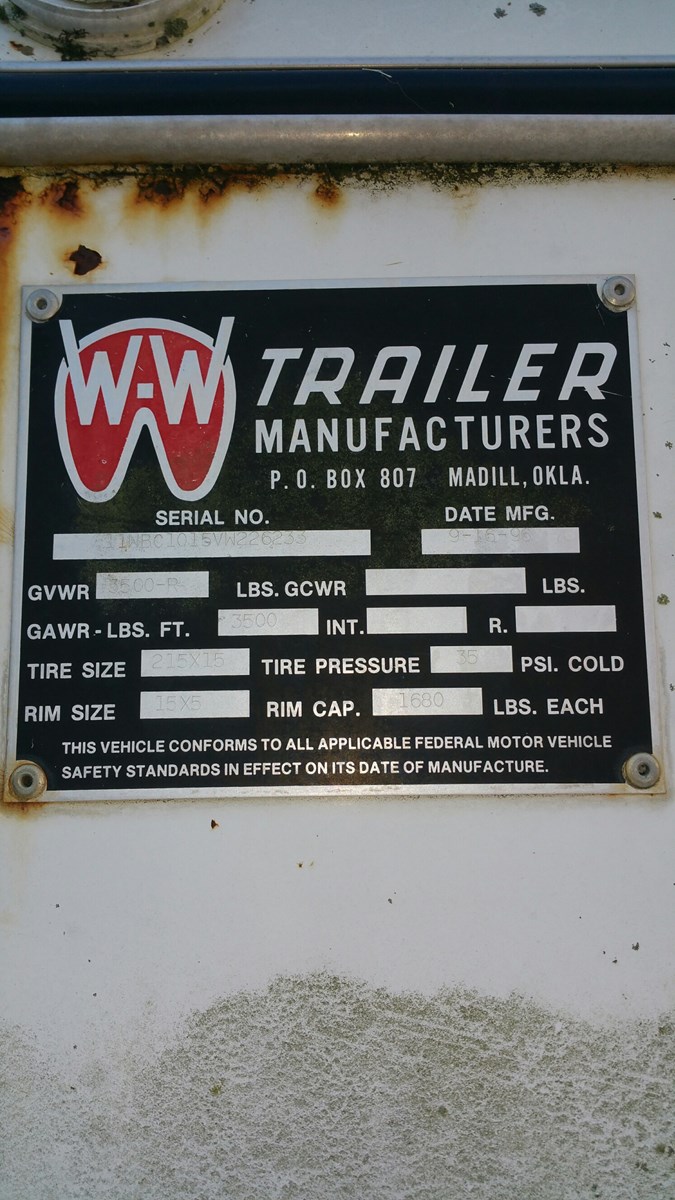 W-W
TRAILER
MANUFACTURERS
P. O. BOX 807 MADILL, OKLA.
SERIAL NO. DATE MFG.
GVWR 3500-R LBS. GCWR LBS.
GAWR - LBS. FT. 3500 INT. R.
TIRE SIZE 215X15 TIRE PRESSURE 35 PSI. COLD
RIM SIZE 15X5 RIM CAP. 1680 LBS. EACH
THIS VEHICLE CONFORMS TO ALL APPLICABLE FEDERAL MOTOR VEHICLE
SAFETY STANDARDS IN EFFECT ON ITS DATE OF MANUFACTURE.